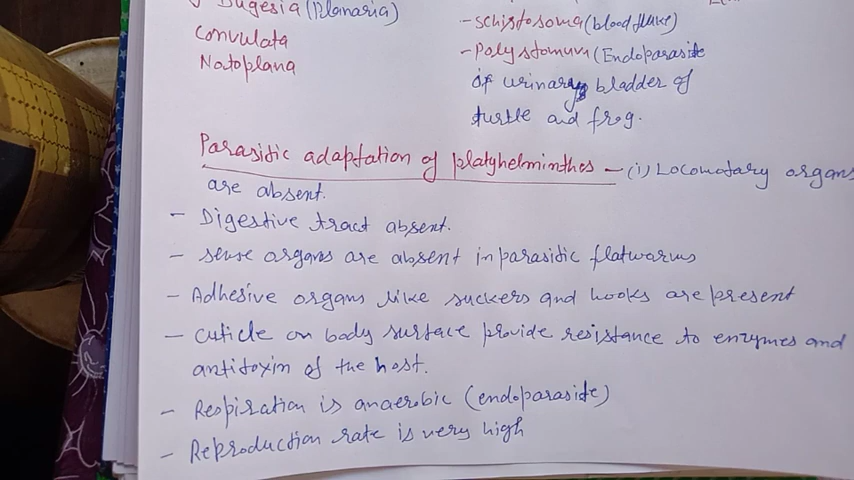 Dugesia (Planaria)
Convulata
Notoplana
- Schistosoma (blood fluke)
- Polystomum (Endoparasite
of urinary bladder of
turtle and frog.
Parasitic adaptation of platyhelminthes - (i) Locomotary organs
are absent.
- Digestive tract absent.
- sense organs are absent in parasitic flatworms
- Adhesive organs like suckers and hooks are present
- Cuticle on body surface provide resistance to enzymes and
antitoxin of the host.
- Respiration is anaerobic (endoparasite)
- Reproduction rate is very high